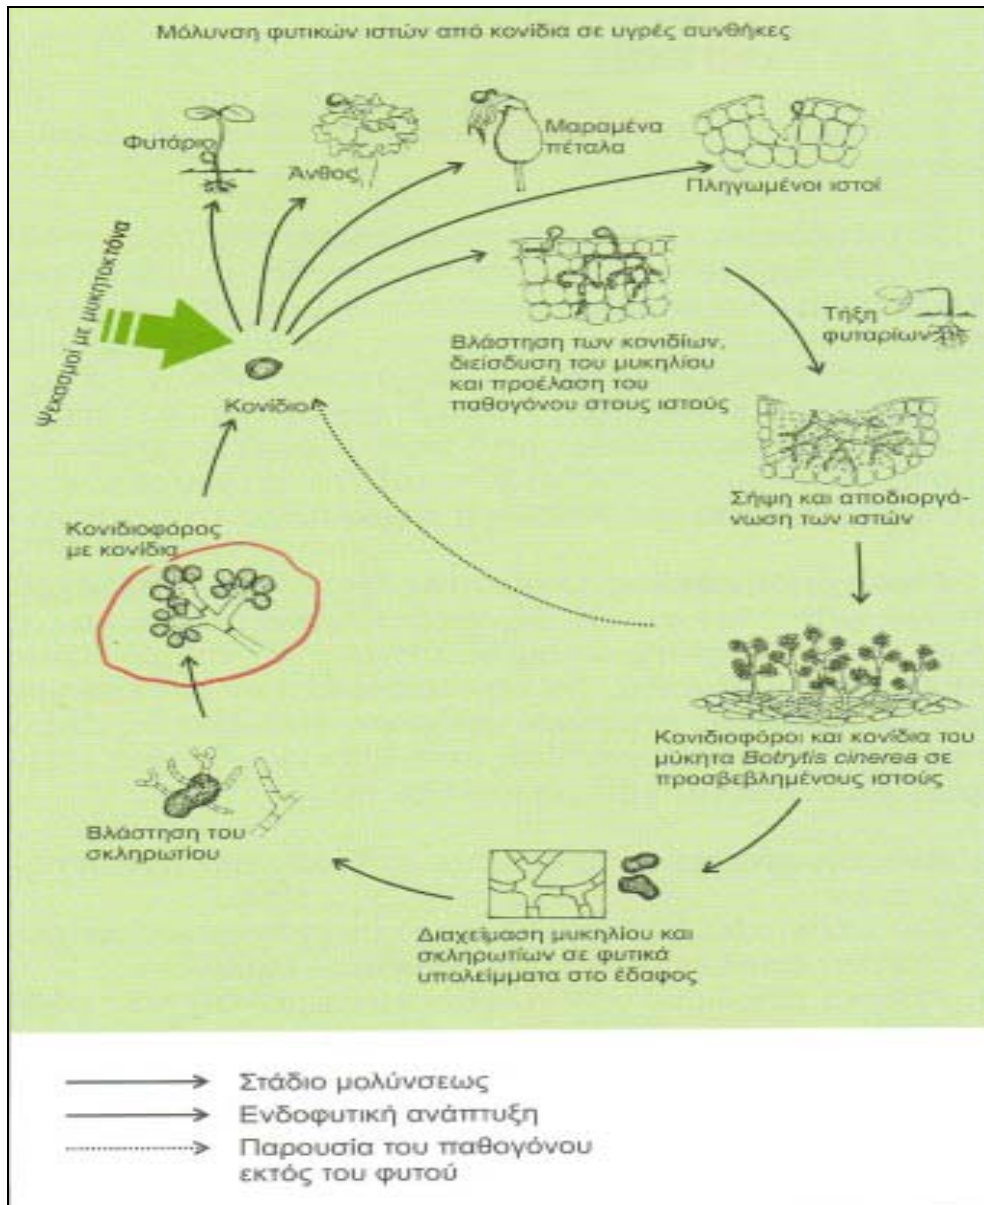 Μόλυνση φυτικών ιστών από κονίδια σε υγρές συνθήκες
Φυτάριο
Άνθος
Μαραμένα
πέταλα
Πληγωμένοι ιστοί
Ψεκασμοί με μυκητοκτόνα
Βλάστηση των κονιδίων,
διείσδυση του μυκηλίου
και προέλαση του
παθογόνου στους ιστούς
Τήξη
φυταρίων
Κονίδιο
Σήψη και αποδιοργά-
νωση των ιστών
Κονιδιοφάρος
με κονίδια
Κονιδιοφόροι και κονίδια του
μύκητα Botrytis cinerea σε
προσβεβλημένους ιστούς
Βλάστηση του
σκληρωτίου
Διαχείμαση μυκηλίου και
σκληρωτίων σε φυτικά
υπολείμματα στο έδαφος
Στάδιο μολύνσεως
Ενδοφυτική ανάπτυξη
Παρουσία του παθογόνου
εκτός του φυτού